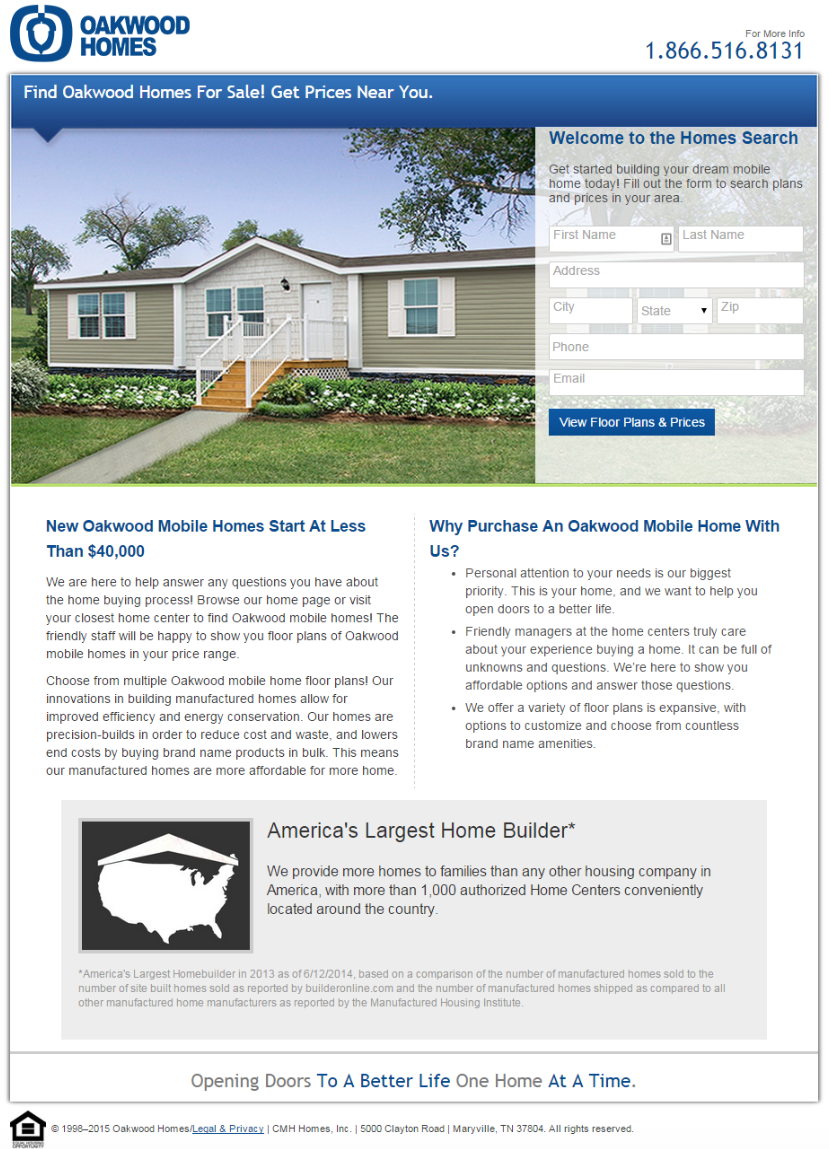 OAKWOOD
HOMES
For More Info
1.866.516.8131
Find Oakwood Homes For Sale! Get Prices Near You.
Welcome to the Homes Search
Get started building your dream mobile
home today! Fill out the form to search plans
and prices in your area.
First Name
Last Name
Address
City
State
Zip
Phone
Email
View Floor Plans & Prices
New Oakwood Mobile Homes Start At Less
Than $40,000
We are here to help answer any questions you have about
the home buying process! Browse our home page or visit
your closest home center to find Oakwood mobile homes! The
friendly staff will be happy to show you floor plans of Oakwood
mobile homes in your price range.
Choose from multiple Oakwood mobile home floor plans! Our
innovations in building manufactured homes allow for
improved efficiency and energy conservation. Our homes are
precision-builds in order to reduce cost and waste, and lowers
end costs by buying brand name products in bulk. This means
our manufactured homes are more affordable for more home.
Why Purchase An Oakwood Mobile Home With
Us?
• Personal attention to your needs is our biggest
priority. This is your home, and we want to help you
open doors to a better life.
• Friendly managers at the home centers truly care
about your experience buying a home. It can be full of
unknowns and questions. We're here to show you
affordable options and answer those questions.
• We offer a variety of floor plans is expansive, with
options to customize and choose from countless
brand name amenities.
America's Largest Home Builder*
We provide more homes to families than any other housing company in
America, with more than 1,000 authorized Home Centers conveniently
located around the country.
*America's Largest Homebuilder in 2013 as of 6/12/2014, based on a comparison of the number of manufactured homes sold to the
number of site built homes sold as reported by builderonline.com and the number of manufactured homes shipped as compared to all
other manufactured home manufacturers as reported by the Manufactured Housing Institute.
Opening Doors To A Better Life One Home At A Time.
EQUAL HOUSING
OPPORTUNITY
© 1998–2015 Oakwood Homes/Legal & Privacy | CMH Homes, Inc. | 5000 Clayton Road | Maryville, TN 37804. All rights reserved.